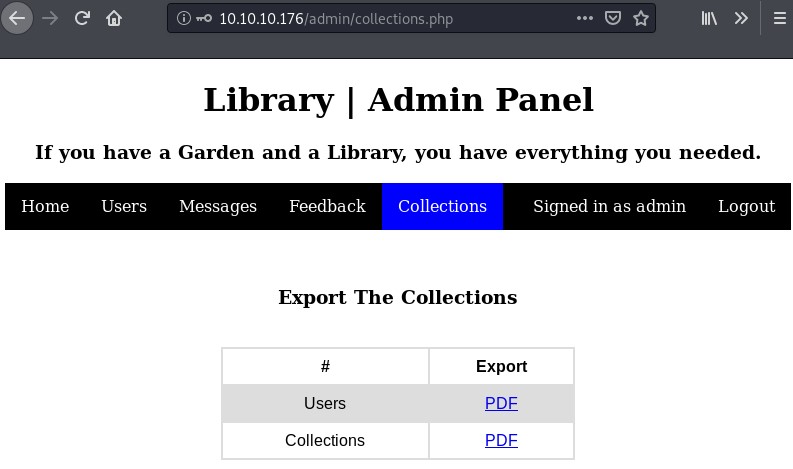 10.10.10.176/admin/collections.php
Library | Admin Panel
If you have a Garden and a Library, you have everything you needed.
Home Users Messages Feedback Collections Signed in as admin Logout
Export The Collections
# Export
Users PDF
Collections PDF